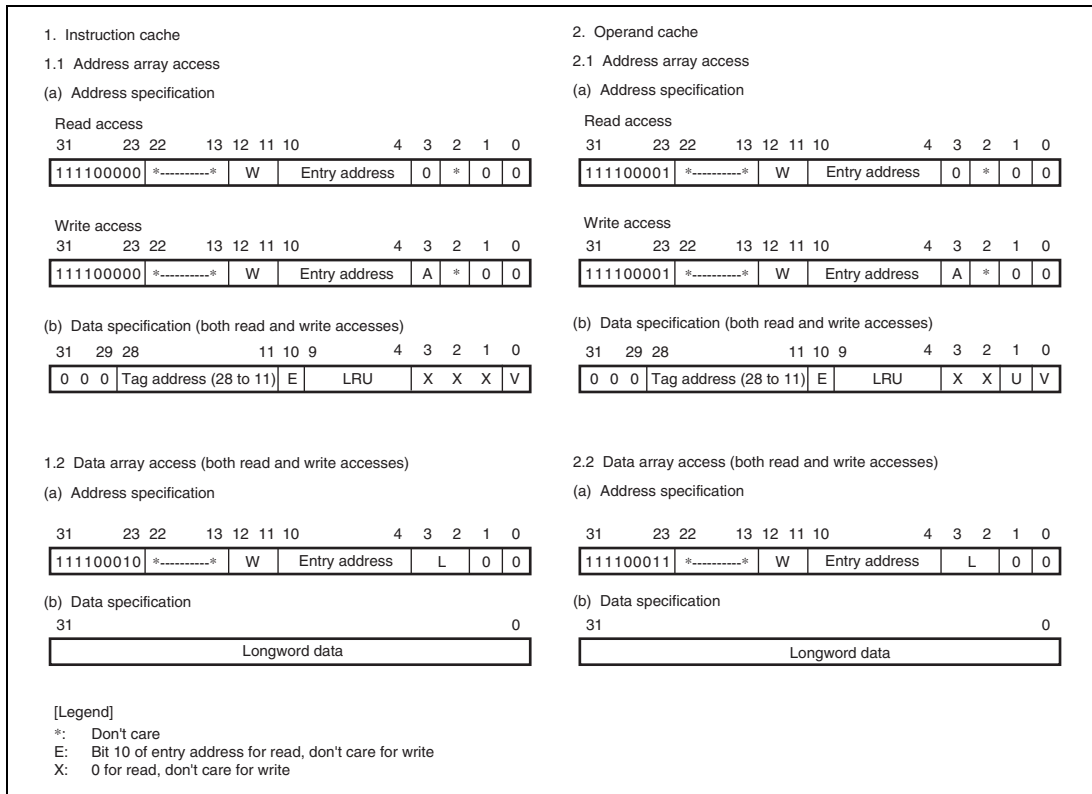 1. Instruction cache
1.1 Address array access
(a) Address specification
Read access
31 23 22 13 12 11 10 4 3 2 1 0
111100000 *----------* W Entry address 0 * 0 0
Write access
31 23 22 13 12 11 10 4 3 2 1 0
111100000 *----------* W Entry address A * 0 0
(b) Data specification (both read and write accesses)
31 29 28 11 10 9 4 3 2 1 0
0 0 0 Tag address (28 to 11) E LRU X X X V
1.2 Data array access (both read and write accesses)
(a) Address specification
31 23 22 13 12 11 10 4 3 2 1 0
111100010 *----------* W Entry address L 0 0
(b) Data specification
31 0
Longword data
2. Operand cache
2.1 Address array access
(a) Address specification
Read access
31 23 22 13 12 11 10 4 3 2 1 0
111100001 *----------* W Entry address 0 * 0 0
Write access
31 23 22 13 12 11 10 4 3 2 1 0
111100001 *----------* W Entry address A * 0 0
(b) Data specification (both read and write accesses)
31 29 28 11 10 9 4 3 2 1 0
0 0 0 Tag address (28 to 11) E LRU X X U V
2.2 Data array access (both read and write accesses)
(a) Address specification
31 23 22 13 12 11 10 4 3 2 1 0
111100011 *----------* W Entry address L 0 0
(b) Data specification
31 0
Longword data
[Legend]
*: Don't care
E: Bit 10 of entry address for read, don't care for write
X: 0 for read, don't care for write